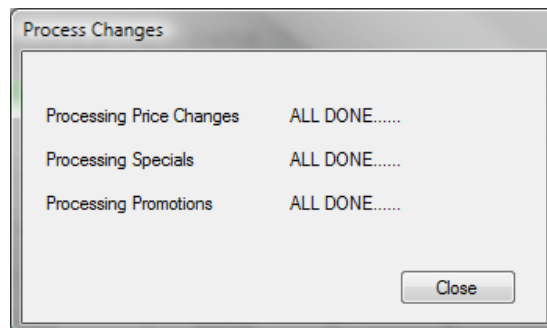 Process Changes
Processing Price Changes ALL DONE......
Processing Specials ALL DONE......
Processing Promotions ALL DONE......
Close